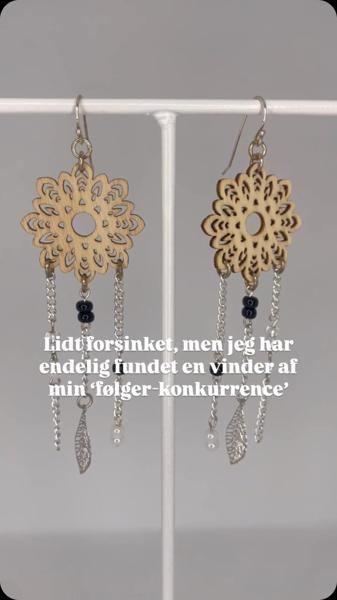 Lidt forsinket, men jeg har
endelig fundet en vinder af
min ‘følger-konkurrence’